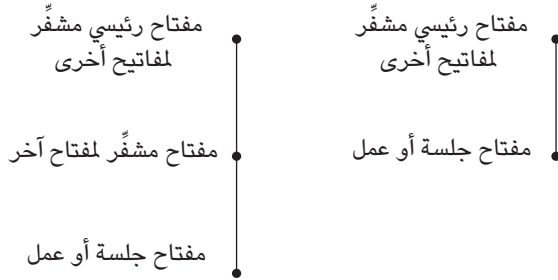 مفتاح رئيسي مشفِّر
لمفاتيح أخرى
مفتاح جلسة أو عمل
مفتاح رئيسي مشفِّر
لمفاتيح أخرى
مفتاح مشفِّر لمفتاح آخر
مفتاح جلسة أو عمل